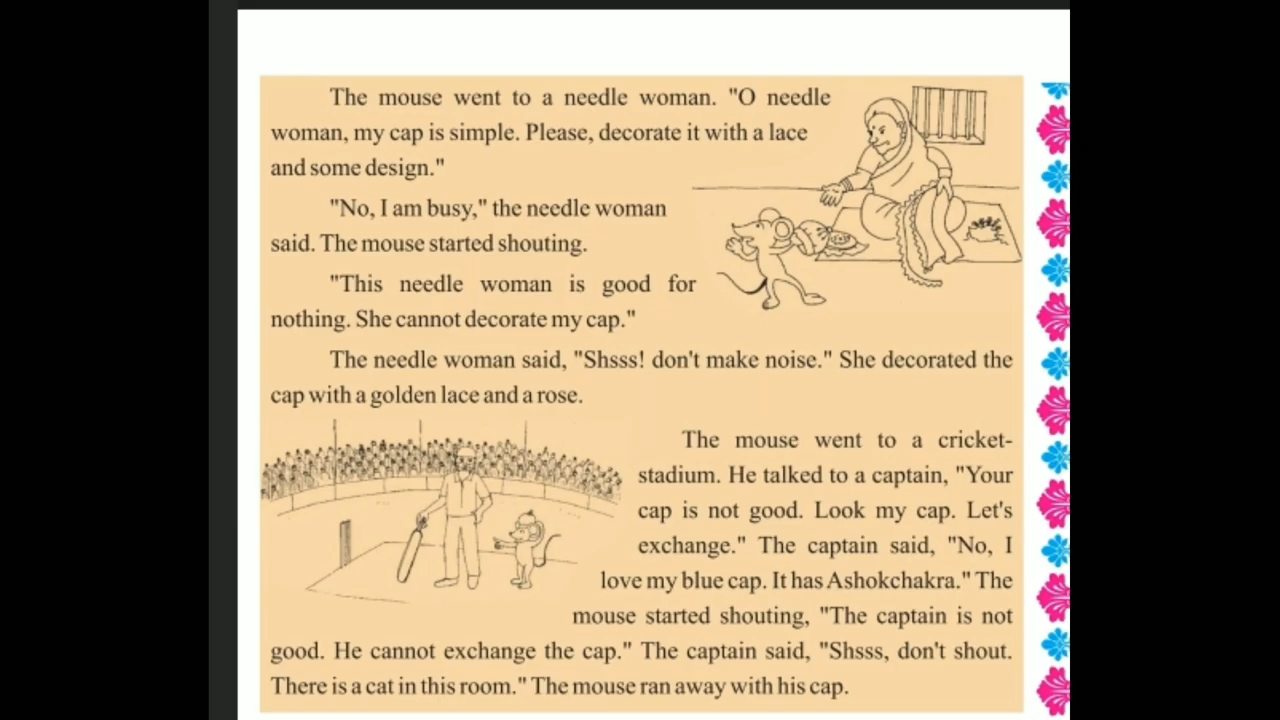 The mouse went to a needle woman. "O needle
woman, my cap is simple. Please, decorate it with a lace
and some design."
"No, I am busy," the needle woman
said. The mouse started shouting.
"This needle woman is good for
nothing. She cannot decorate my cap."
The needle woman said, "Shsss! don't make noise." She decorated the
cap with a golden lace and a rose.
The mouse went to a cricket-
stadium. He talked to a captain, "Your
cap is not good. Look my cap. Let's
exchange." The captain said, "No, I
love my blue cap. It has Ashokchakra." The
mouse started shouting, "The captain is not
good. He cannot exchange the cap." The captain said, "Shsss, don't shout.
There is a cat in this room." The mouse ran away with his cap.